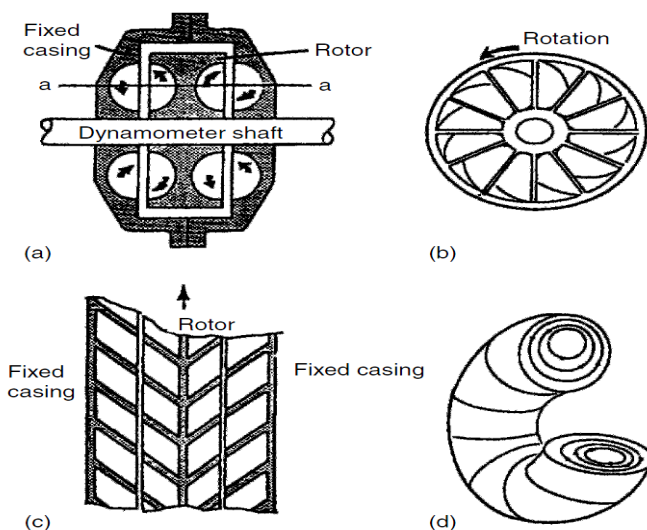 Fixed
casing
Rotor
a
a
Dynamometer shaft
(a)
Rotation
(b)
Rotor
Fixed
casing
Fixed casing
(c)
(d)